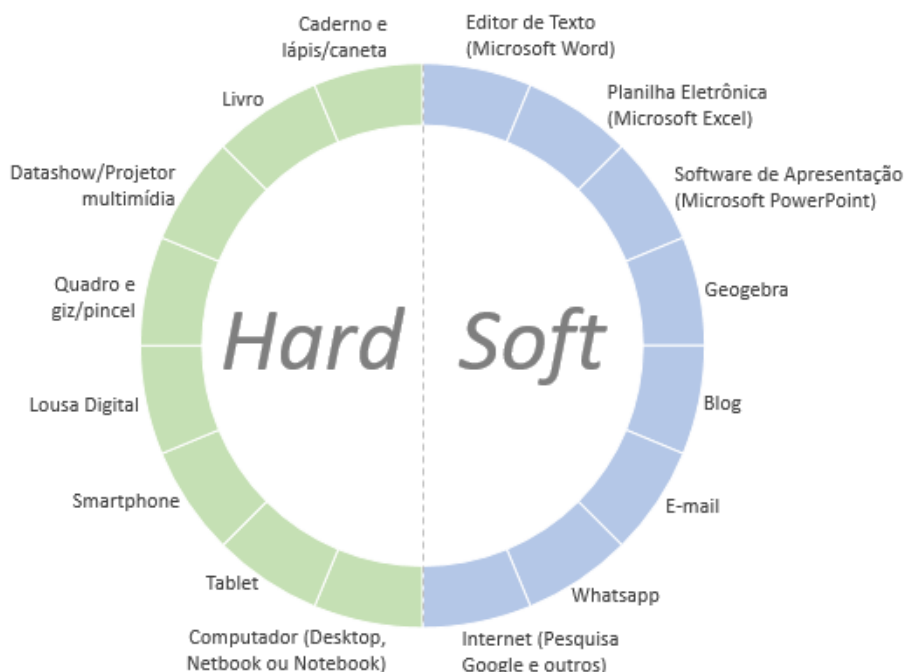 Caderno e
lápis/caneta
Livro
Datashow/Projetor
multimídia
Quadro e
giz/pincel
Lousa Digital
Smartphone
Tablet
Computador (Desktop,
Netbook ou Notebook)
Hard
Soft
Editor de Texto
(Microsoft Word)
Planilha Eletrônica
(Microsoft Excel)
Software de Apresentação
(Microsoft PowerPoint)
Geogebra
Blog
E-mail
Whatsapp
Internet (Pesquisa
Google e outros)